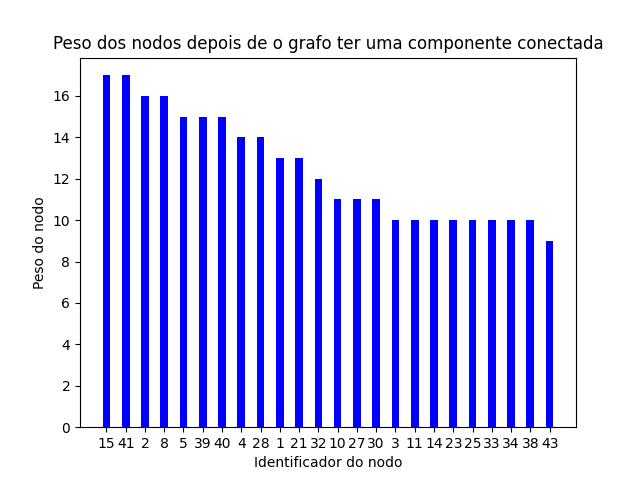 Peso dos nodos depois de o grafo ter uma componente conectada
16
14
12
10
8
6
4
2
0
Peso do nodo
15 41 2 8 5 39 40 4 28 1 21 32 10 27 30 3 11 14 23 25 33 34 38 43
Identificador do nodo